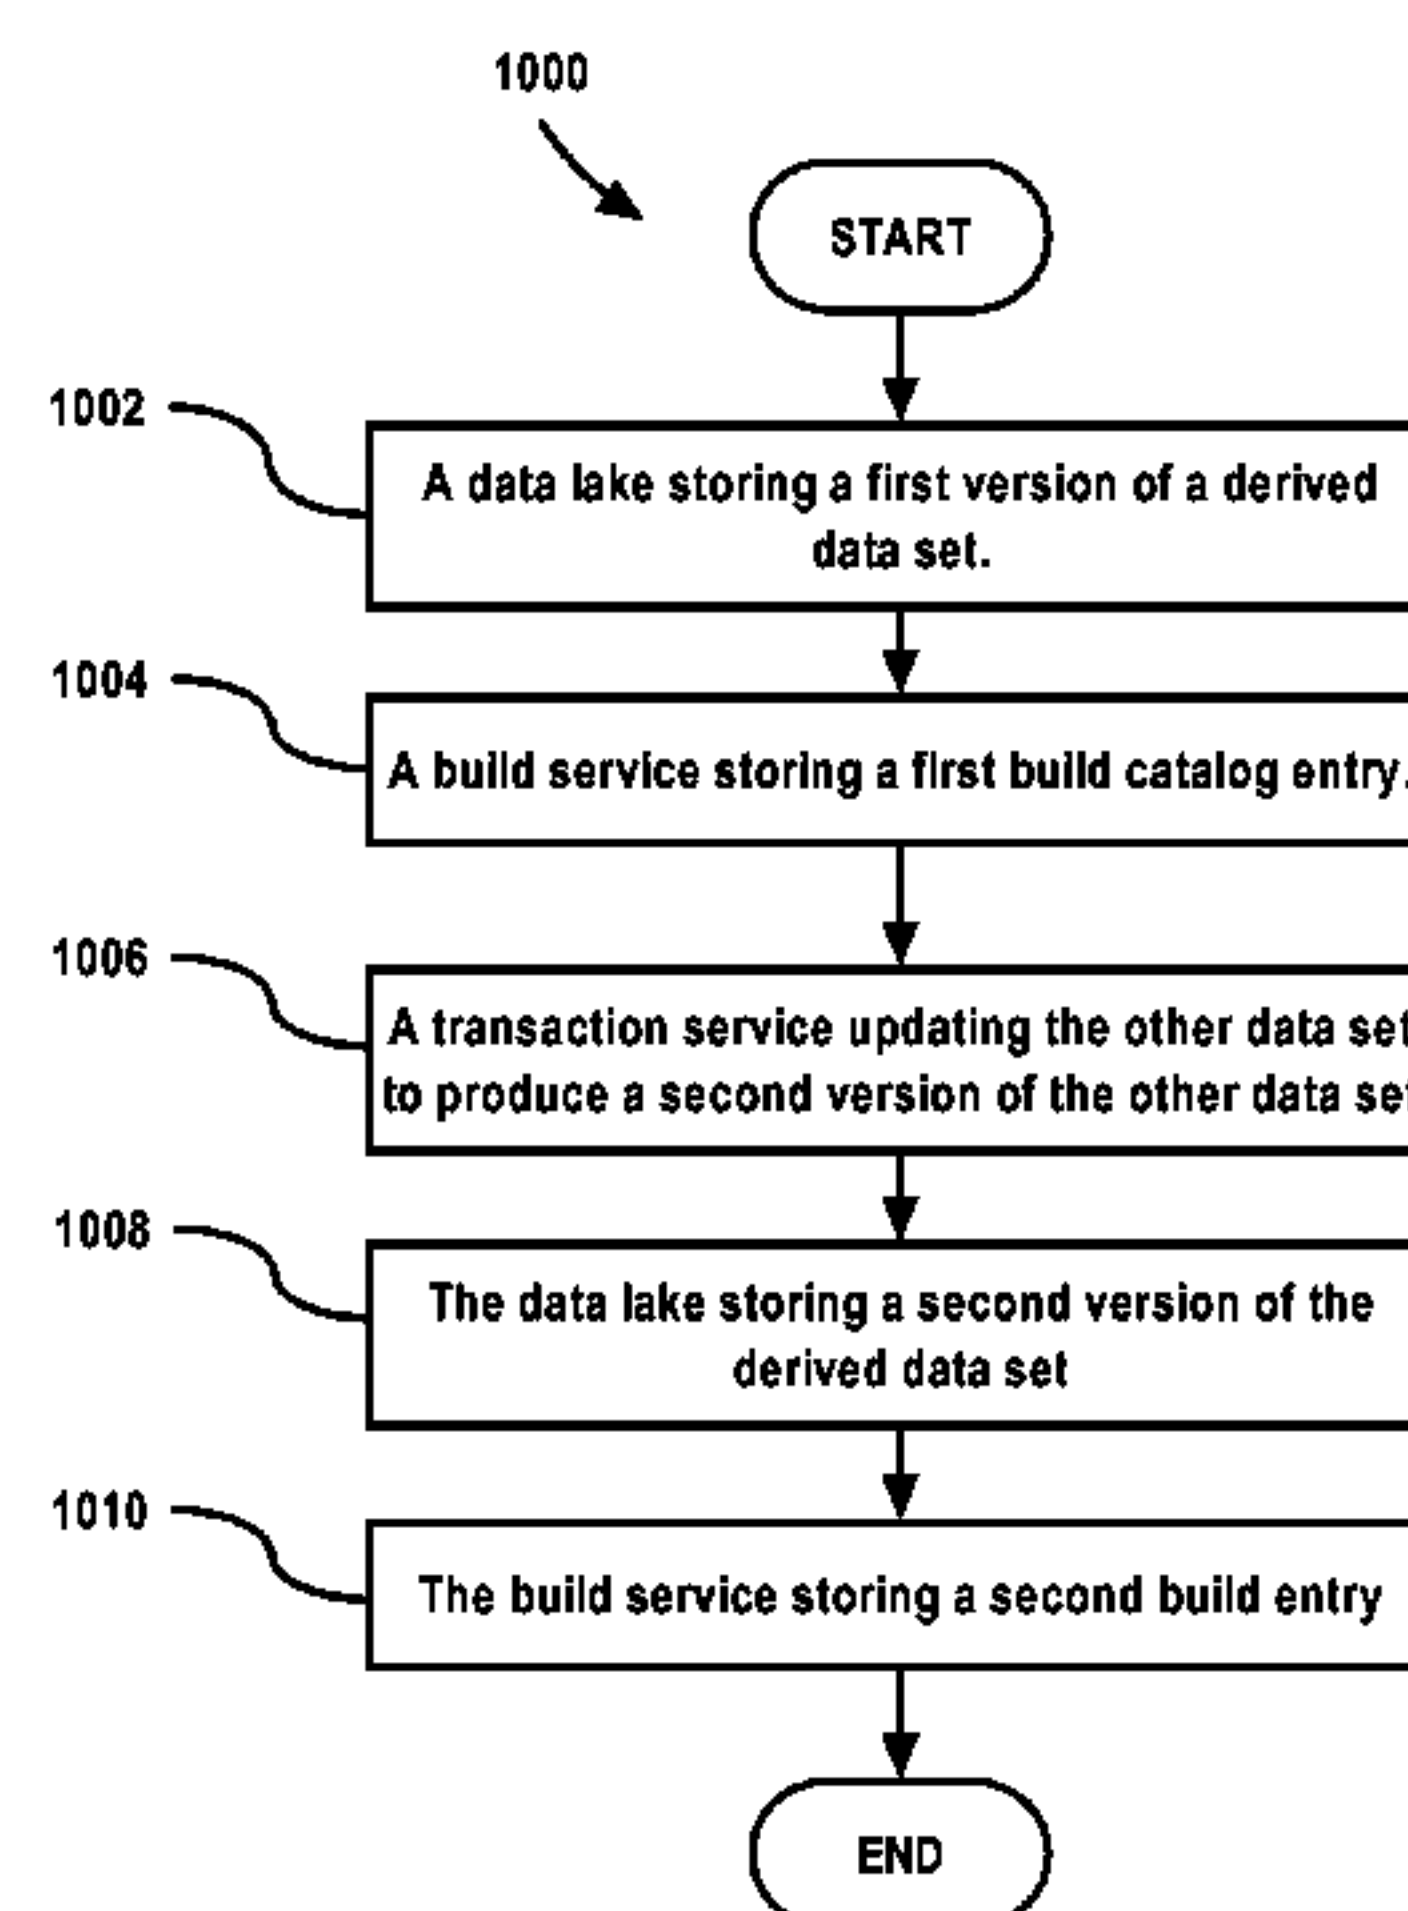 1000
START
1002
A data lake storing a first version of a derived
data set.
1004
A build service storing a first build catalog entry.
1006
A transaction service updating the other data set
to produce a second version of the other data set
1008
The data lake storing a second version of the
derived data set
1010
The build service storing a second build entry
END